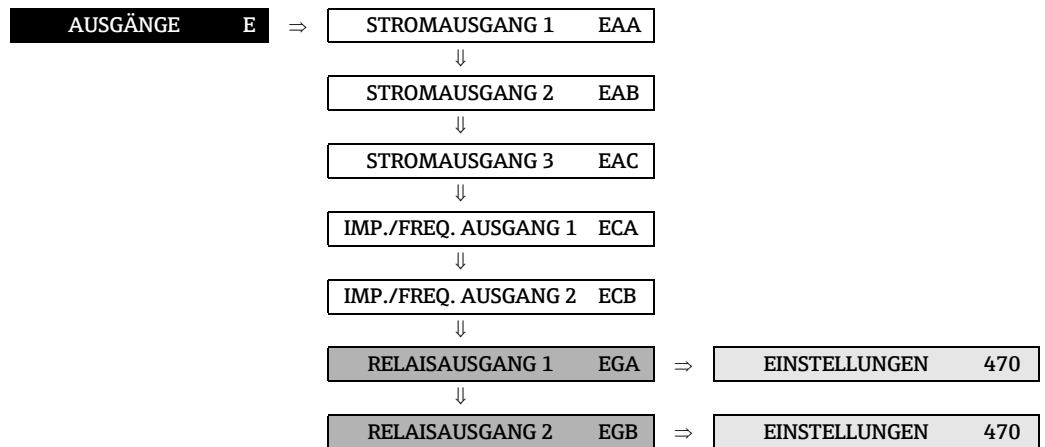 AUSGÄNGE E ⇒ STROMAUSGANG 1 EAA
⇓
STROMAUSGANG 2 EAB
⇓
STROMAUSGANG 3 EAC
⇓
IMP./FREQ. AUSGANG 1 ECA
⇓
IMP./FREQ. AUSGANG 2 ECB
⇓
RELAISAUSGANG 1 EGA ⇒ EINSTELLUNGEN 470
⇓
RELAISAUSGANG 2 EGB ⇒ EINSTELLUNGEN 470